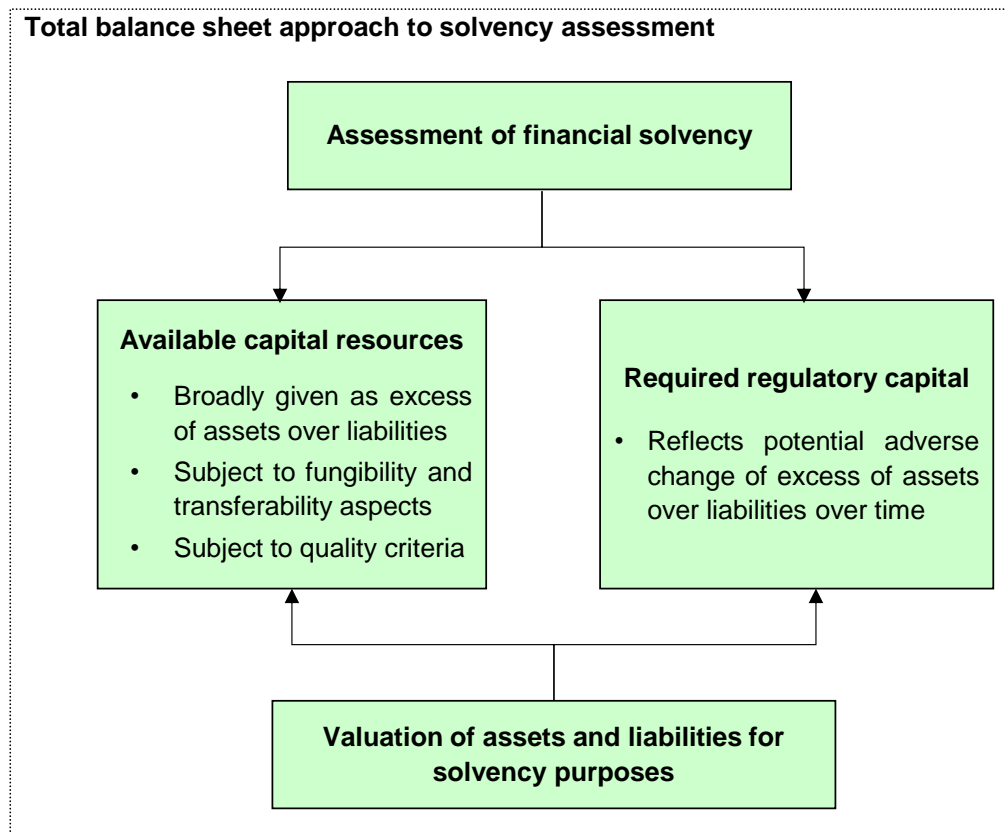 Total balance sheet approach to solvency assessment
Assessment of financial solvency
Available capital resources
• Broadly given as excess
of assets over liabilities
• Subject to fungibility and
transferability aspects
• Subject to quality criteria
Required regulatory capital
• Reflects potential adverse
change of excess of assets
over liabilities over time
Valuation of assets and liabilities for
solvency purposes